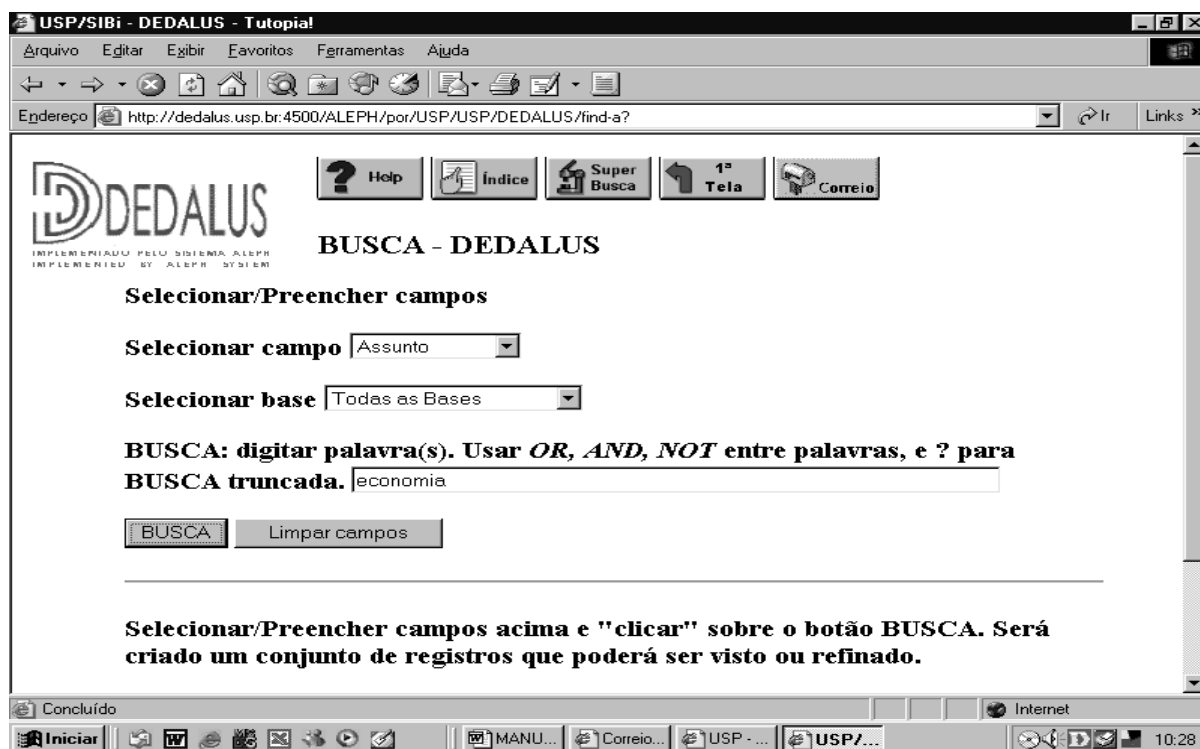 USP/SIBi - DEDALUS - Tutopia!
Arquivo Editar Exibir Favoritos Ferramentas Ajuda
Endereço http://dedalus.usp.br:4500/ALEPH/por/USP/USP/DEDALUS/find-a? Ir Links »
Help Índice Super Busca 1ª Tela Correio
DEDALUS
IMPLEMENTADO PELO SISTEMA ALEPH
IMPLEMENTED BY ALEPH SYSTEM
BUSCA - DEDALUS
Selecionar/Preencher campos
Selecionar campo Assunto
Selecionar base Todas as Bases
BUSCA: digitar palavra(s). Usar OR, AND, NOT entre palavras, e ? para
BUSCA truncada. economia
BUSCA Limpar campos
Selecionar/Preencher campos acima e "clicar" sobre o botão BUSCA. Será
criado um conjunto de registros que poderá ser visto ou refinado.
Concluído Internet
Iniciar MANU... Correio... USP - ... USP/... 10:28